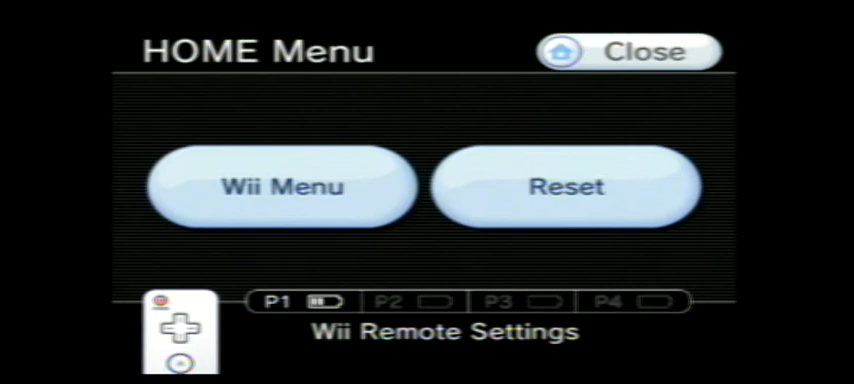 HOME Menu
Close
Wii Menu
Reset
P1 P2 P3 P4
Wii Remote Settings